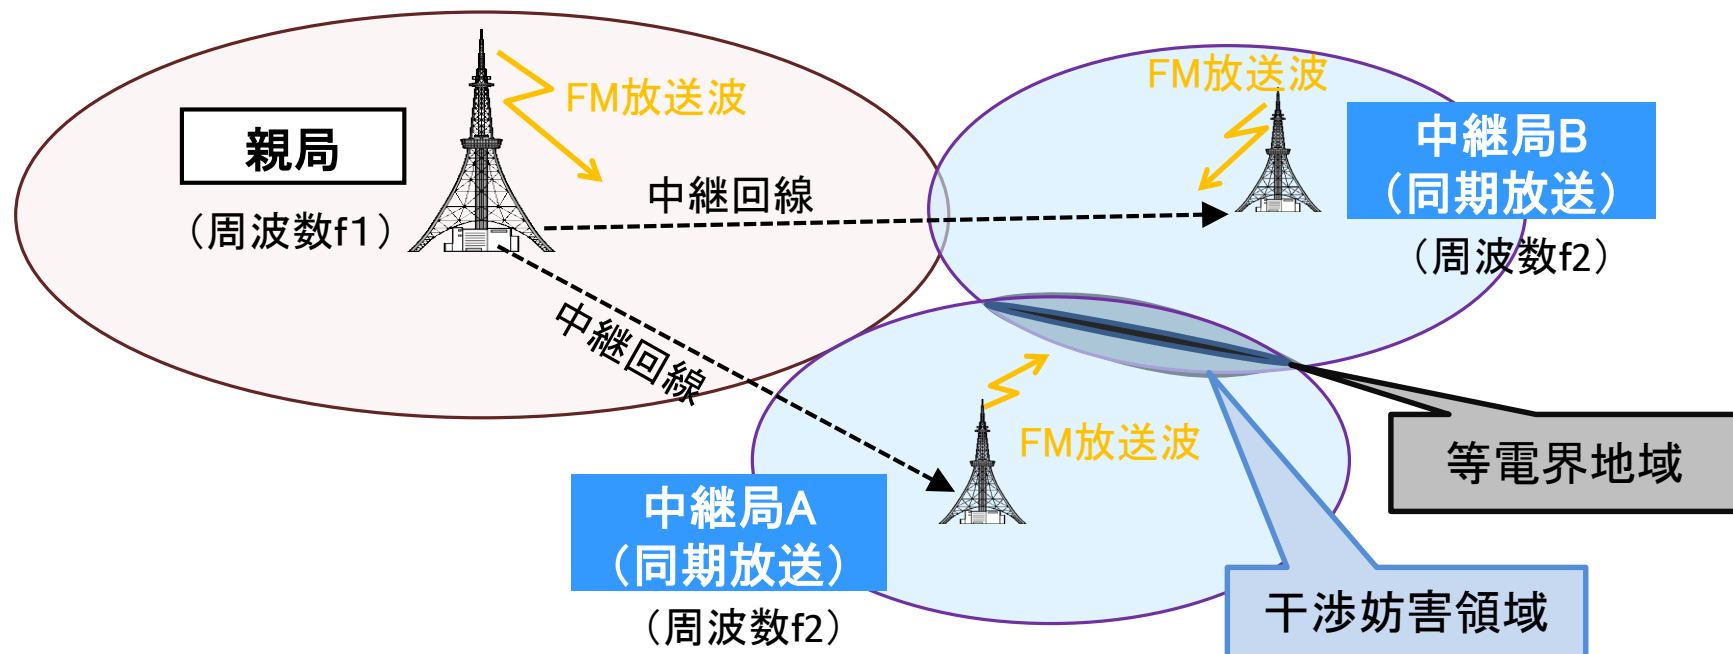 FM放送波
親局
（周波数f1）
中継回線
中継回線
FM放送波
中継局B
（同期放送）
（周波数f2）
FM放送波
中継局A
（同期放送）
（周波数f2）
等電界地域
干渉妨害領域